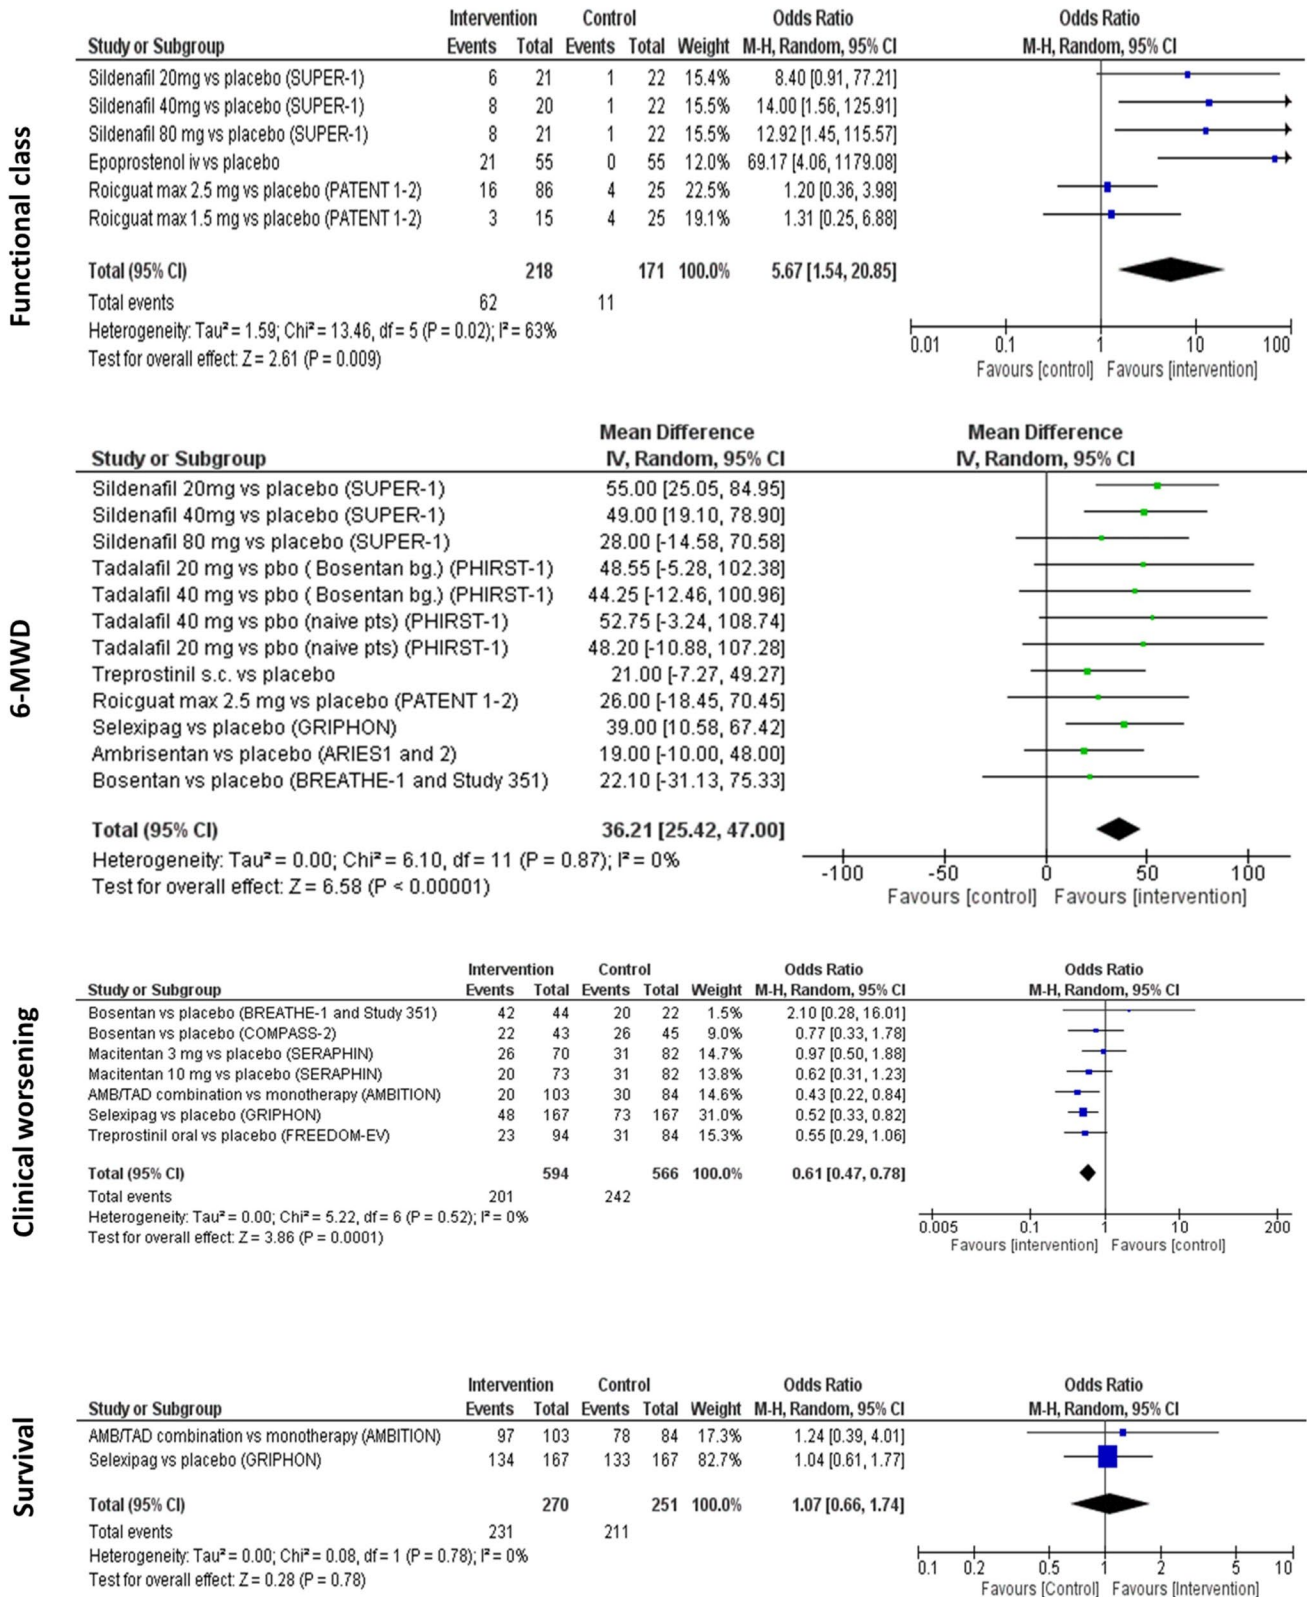 Functional class
Intervention Control Odds Ratio Odds Ratio
Study or Subgroup Events Total Events Total Weight M-H, Random, 95% CI M-H, Random, 95% CI
Sildenafil 20mg vs placebo (SUPER-1) 6 21 1 22 15.4% 8.40 [0.91, 77.21]
Sildenafil 40mg vs placebo (SUPER-1) 8 20 1 22 15.5% 14.00 [1.56, 125.91]
Sildenafil 80 mg vs placebo (SUPER-1) 8 21 1 22 15.5% 12.92 [1.45, 115.57]
Epoprostenol iv vs placebo 21 55 0 55 12.0% 69.17 [4.06, 1179.08]
Roicguat max 2.5 mg vs placebo (PATENT 1-2) 16 86 4 25 22.5% 1.20 [0.36, 3.98]
Roicguat max 1.5 mg vs placebo (PATENT 1-2) 3 15 4 25 19.1% 1.31 [0.25, 6.88]
Total (95% CI) 218 171 100.0% 5.67 [1.54, 20.85]
Total events 62 11
Heterogeneity: Tau² = 1.59; Chi² = 13.46, df = 5 (P = 0.02); I² = 63%
Test for overall effect: Z = 2.61 (P = 0.009)
0.01 0.1 1 10 100
Favours [control] Favours [intervention]
6-MWD
Mean Difference Mean Difference
Study or Subgroup IV, Random, 95% CI IV, Random, 95% CI
Sildenafil 20mg vs placebo (SUPER-1) 55.00 [25.05, 84.95]
Sildenafil 40mg vs placebo (SUPER-1) 49.00 [19.10, 78.90]
Sildenafil 80 mg vs placebo (SUPER-1) 28.00 [-14.58, 70.58]
Tadalafil 20 mg vs pbo ( Bosentan bg.) (PHIRST-1) 48.55 [-5.28, 102.38]
Tadalafil 40 mg vs pbo ( Bosentan bg.) (PHIRST-1) 44.25 [-12.46, 100.96]
Tadalafil 40 mg vs pbo (naive pts) (PHIRST-1) 52.75 [-3.24, 108.74]
Tadalafil 20 mg vs pbo (naive pts) (PHIRST-1) 48.20 [-10.88, 107.28]
Treprostinil s.c. vs placebo 21.00 [-7.27, 49.27]
Roicguat max 2.5 mg vs placebo (PATENT 1-2) 26.00 [-18.45, 70.45]
Selexipag vs placebo (GRIPHON) 39.00 [10.58, 67.42]
Ambrisentan vs placebo (ARIES1 and 2) 19.00 [-10.00, 48.00]
Bosentan vs placebo (BREATHE-1 and Study 351) 22.10 [-31.13, 75.33]
Total (95% CI) 36.21 [25.42, 47.00]
Heterogeneity: Tau² = 0.00; Chi² = 6.10, df = 11 (P = 0.87); I² = 0%
Test for overall effect: Z = 6.58 (P < 0.00001)
-100 -50 0 50 100
Favours [control] Favours [intervention]
Clinical worsening
Intervention Control Odds Ratio Odds Ratio
Study or Subgroup Events Total Events Total Weight M-H, Random, 95% CI M-H, Random, 95% CI
Bosentan vs placebo (BREATHE-1 and Study 351) 42 44 20 22 1.5% 2.10 [0.28, 16.01]
Bosentan vs placebo (COMPASS-2) 22 43 26 45 9.0% 0.77 [0.33, 1.78]
Macitentan 3 mg vs placebo (SERAPHIN) 26 70 31 82 14.7% 0.97 [0.50, 1.88]
Macitentan 10 mg vs placebo (SERAPHIN) 20 73 31 82 13.8% 0.62 [0.31, 1.23]
AMB/TAD combination vs monotherapy (AMBITION) 20 103 30 84 14.6% 0.43 [0.22, 0.84]
Selexipag vs placebo (GRIPHON) 48 167 73 167 31.0% 0.52 [0.33, 0.82]
Treprostinil oral vs placebo (FREEDOM-EV) 23 94 31 84 15.3% 0.55 [0.29, 1.06]
Total (95% CI) 594 566 100.0% 0.61 [0.47, 0.78]
Total events 201 242
Heterogeneity: Tau² = 0.00; Chi² = 5.22, df = 6 (P = 0.52); I² = 0%
Test for overall effect: Z = 3.86 (P = 0.0001)
0.005 0.1 1 10 200
Favours [intervention] Favours [control]
Survival
Intervention Control Odds Ratio Odds Ratio
Study or Subgroup Events Total Events Total Weight M-H, Random, 95% CI M-H, Random, 95% CI
AMB/TAD combination vs monotherapy (AMBITION) 97 103 78 84 17.3% 1.24 [0.39, 4.01]
Selexipag vs placebo (GRIPHON) 134 167 133 167 82.7% 1.04 [0.61, 1.77]
Total (95% CI) 270 251 100.0% 1.07 [0.66, 1.74]
Total events 231 211
Heterogeneity: Tau² = 0.00; Chi² = 0.08, df = 1 (P = 0.78); I² = 0%
Test for overall effect: Z = 0.28 (P = 0.78)
0.1 0.2 0.5 1 2 5 10
Favours [Control] Favours [Intervention]